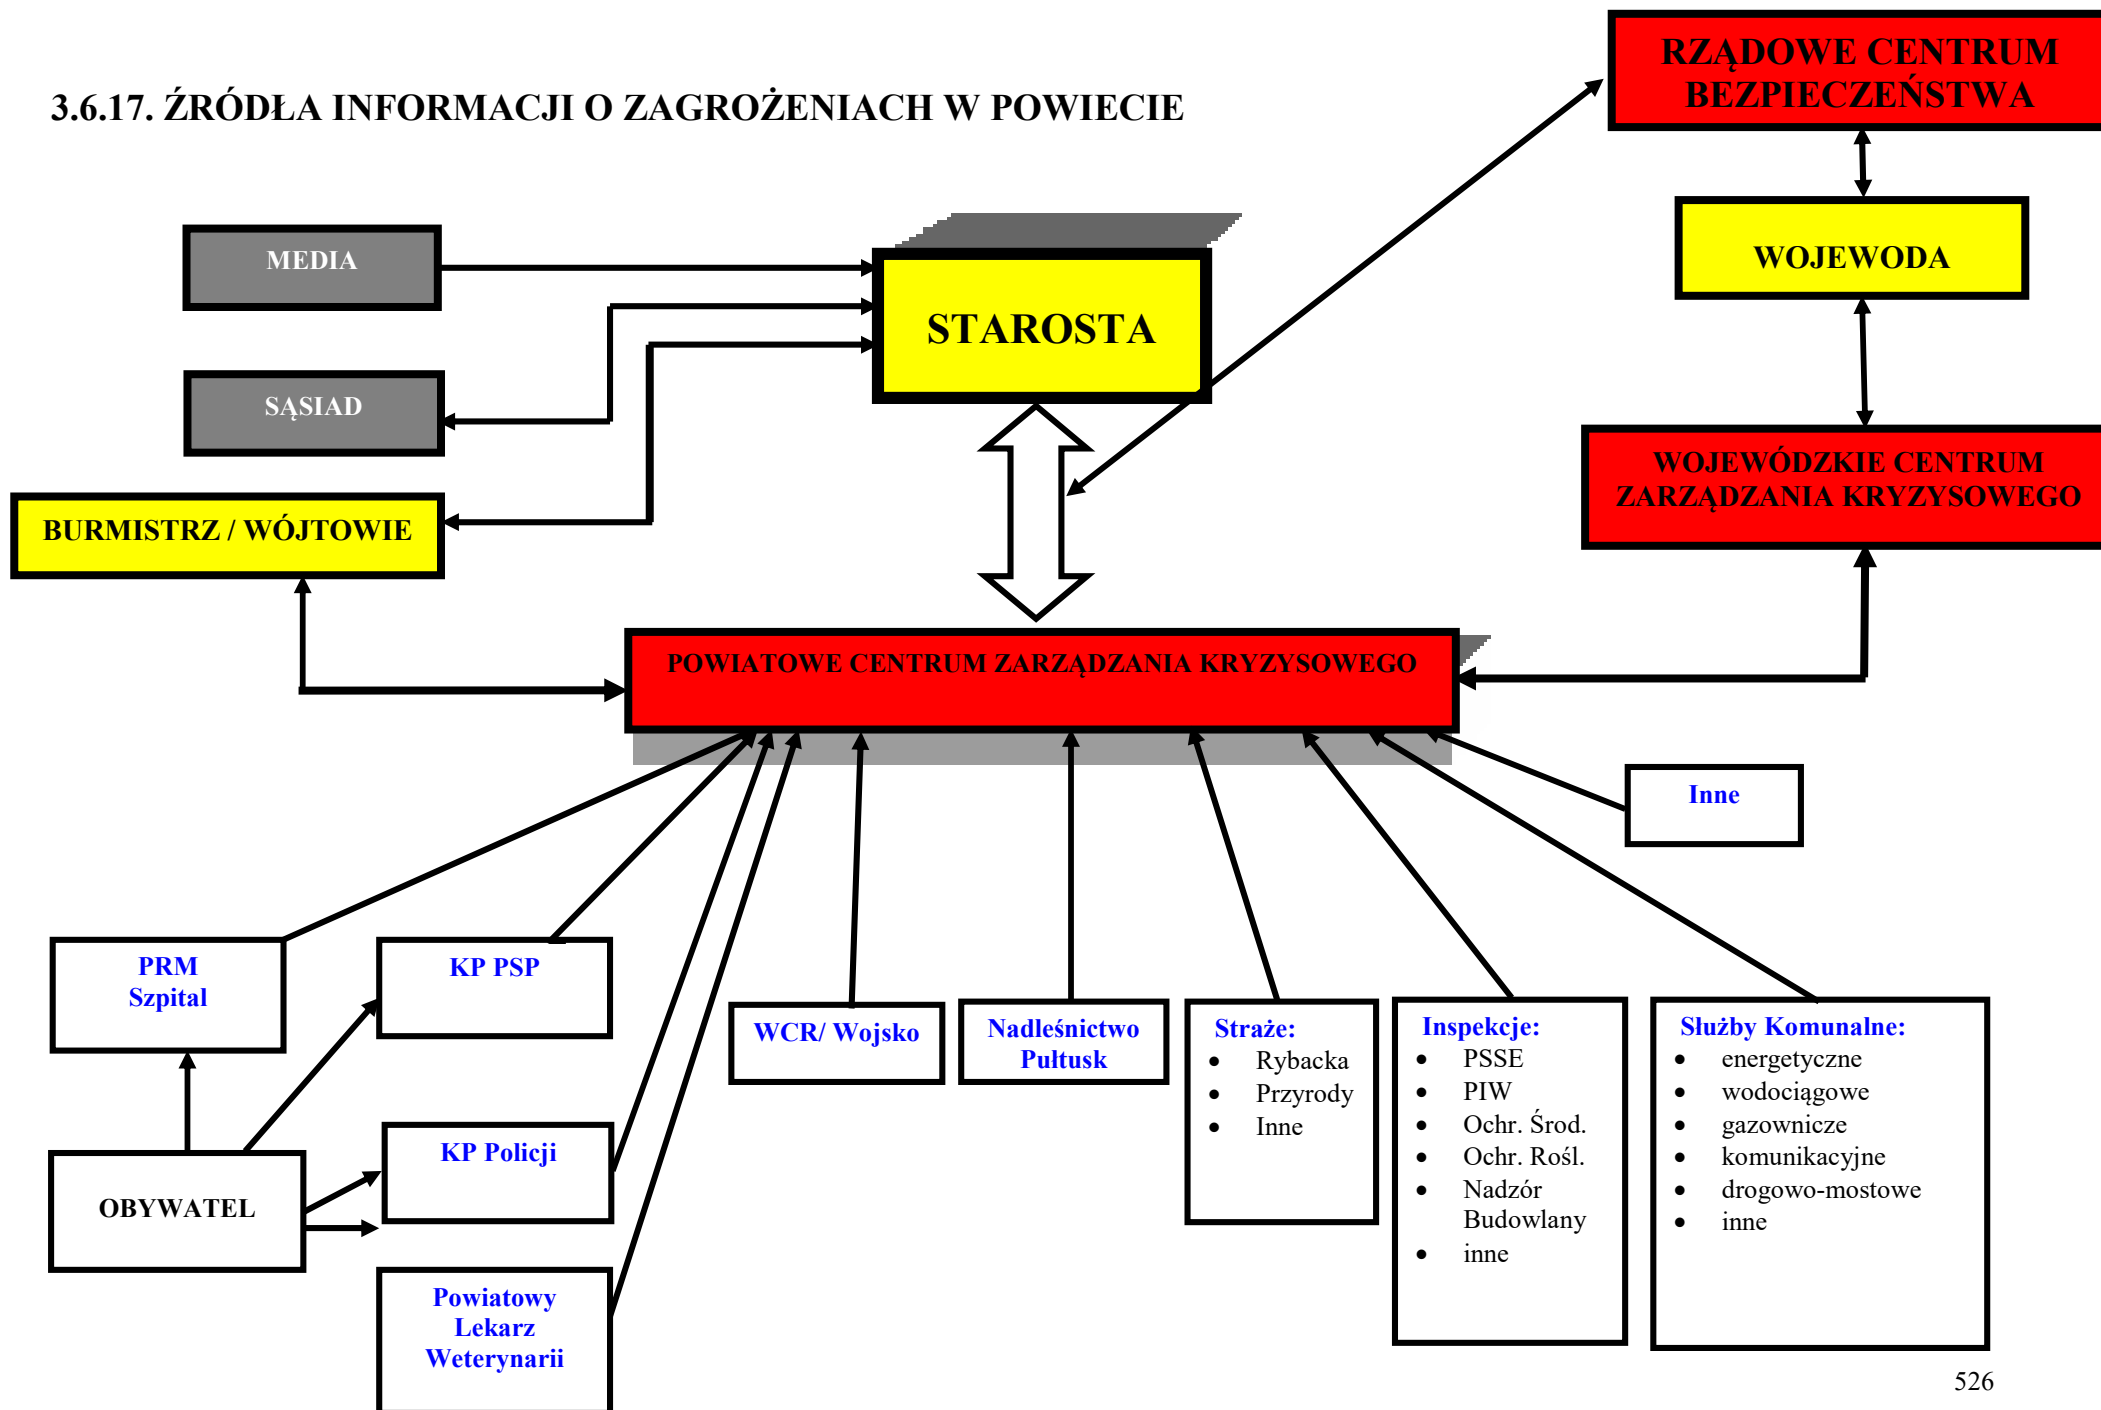 RZĄDOWE CENTRUM
BEZPIECZEŃSTWA
3.6.17. ŹRÓDŁA INFORMACJI O ZAGROŻENIACH W POWIECIE
MEDIA
WOJEWODA
STAROSTA
SĄSIAD
WOJEWÓDZKIE CENTRUM
ZARZĄDZANIA KRYZYSOWEGO
BURMISTRZ / WÓJTOWIE
POWIATOWE CENTRUM ZARZĄDZANIA KRYZYSOWEGO
Inne
PRM
Szpital
KP PSP
WCR/ Wojsko
Nadleśnictwo
Pułtusk
Straże:
• Rybacka
• Przyrody
• Inne
Inspekcje:
• PSSE
• PIW
• Ochr. Środ.
• Ochr. Rośl.
• Nadzór
Budowlany
• inne
Służby Komunalne:
• energetyczne
• wodociągowe
• gazownicze
• komunikacyjne
• drogowo-mostowe
• inne
KP Policji
OBYWATEL
Powiatowy
Lekarz
Weterynarii
526